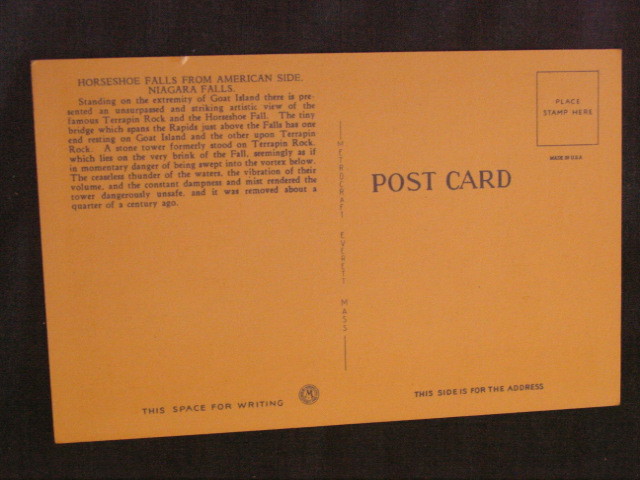 HORSESHOE FALLS FROM AMERICAN SIDE.
NIAGARA FALLS.
Standing on the extremity of Goat Island there is pre-
sented an unsurpassed and striking artistic view of the
famous Terrapin Rock and the Horseshoe Fall. The tiny
bridge which spans the Rapids just above the Falls has one
end resting on Goat Island and the other upon Terrapin
Rock. A stone tower formerly stood on Terrapin Rock,
which lies on the very brink of the Fall, seemingly as if
in momentary danger of being swept into the vortex below.
The ceaseless thunder of the waters, the vibration of their
volume, and the constant dampness and mist rendered the
tower dangerously unsafe, and it was removed about a
quarter of a century ago.
THIS SPACE FOR WRITING
M
METROCRAFT EVERETT MASS
POST CARD
PLACE
STAMP HERE
MADE IN U.S.A
THIS SIDE IS FOR THE ADDRESS